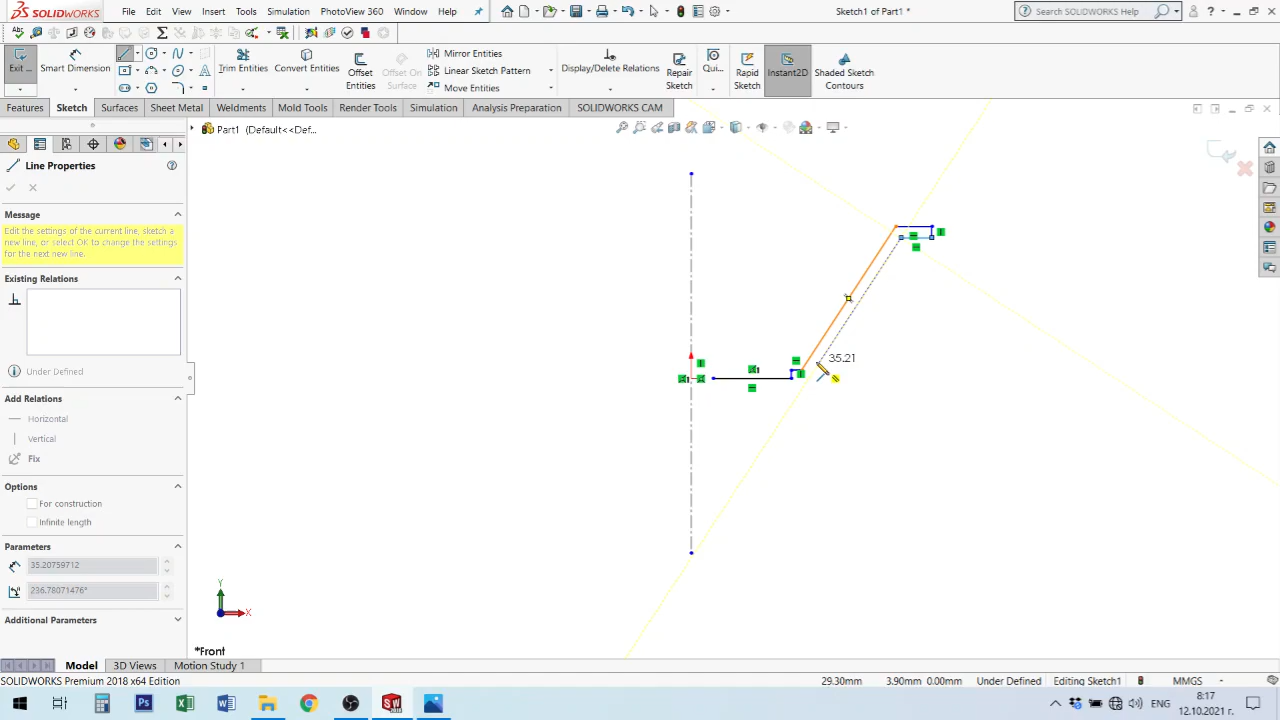 SOLIDWORKS
File Edit View Insert Tools Simulation PhotoView 360 Window Help
Sketch1 of Part1 *
Search SOLIDWORKS Help
Exit ...
Smart Dimension
Trim Entities
Convert Entities
Offset Entities
Offset On Surface
Mirror Entities
Linear Sketch Pattern
Move Entities
Display/Delete Relations
Repair Sketch
Qui...
Rapid Sketch
Instant2D
Shaded Sketch Contours
Features Sketch Surfaces Sheet Metal Weldments Mold Tools Render Tools Simulation Analysis Preparation SOLIDWORKS CAM
Part1 (Default<<Def...
Line Properties
Message
Edit the settings of the current line, sketch a
new line, or select OK to change the settings
for the next new line.
Existing Relations
Under Defined
Add Relations
Horizontal
Vertical
Fix
Options
For construction
Infinite length
Parameters
35.20759712
236.78071476°
Additional Parameters
35.21
Y
X
*Front
Model 3D Views Motion Study 1
SOLIDWORKS Premium 2018 x64 Edition
29.30mm 3.90mm 0.00mm Under Defined Editing Sketch1 MMGS
ENG
8:17
12.10.2021 г.